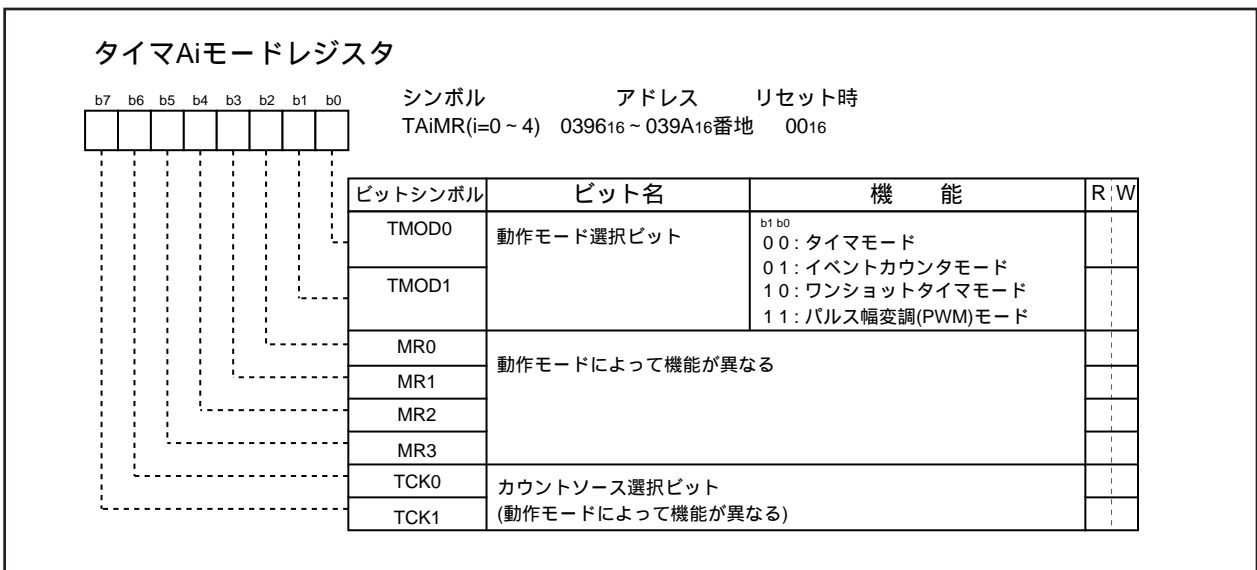 タイマAiモードレジスタ
b7 b6 b5 b4 b3 b2 b1 b0
シンボル アドレス リセット時
TAiMR(i=0~4) 039616~039A16番地 0016
ビットシンボル ビット名 機 能 R W
TMOD0 動作モード選択ビット b1 b0
0 0 : タイマモード
0 1 : イベントカウンタモード
TMOD1 1 0 : ワンショットタイマモード
1 1 : パルス幅変調(PWM)モード
MR0
動作モードによって機能が異なる
MR1
MR2
MR3
TCK0 カウントソース選択ビット
TCK1 (動作モードによって機能が異なる)